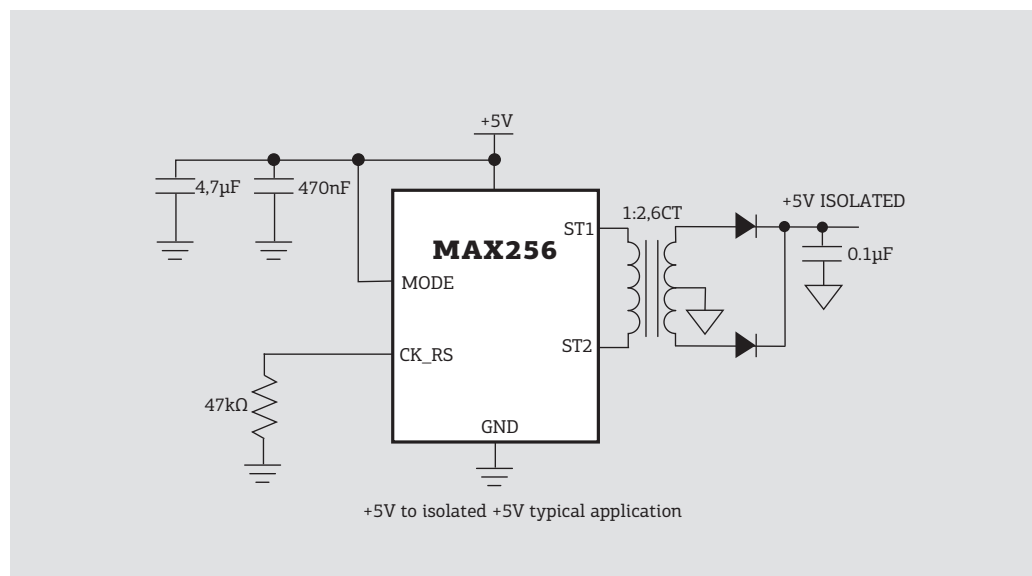 +5V
4,7µF
470nF
1:2,6CT
+5V ISOLATED
ST1
MAX256
0.1µF
MODE
ST2
CK_RS
47kΩ
GND
+5V to isolated +5V typical application